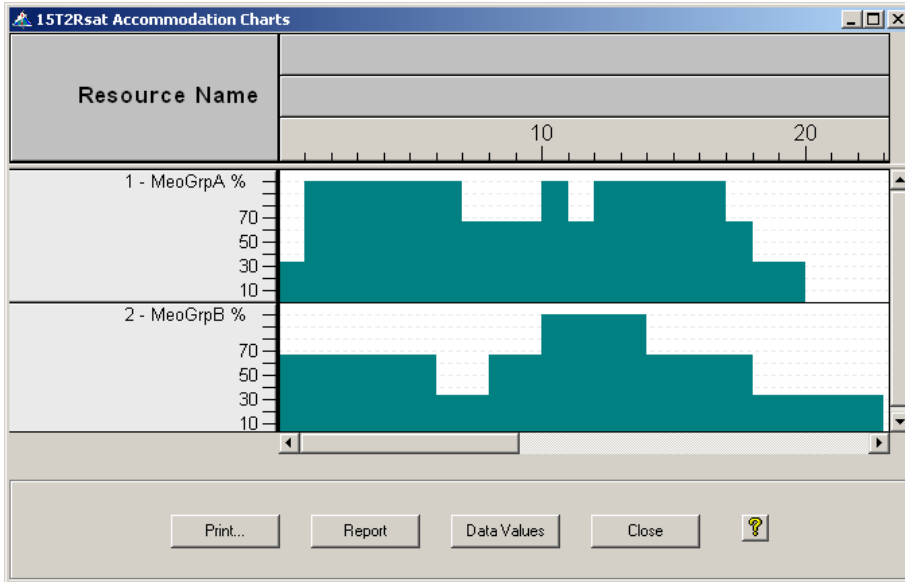 15T2Rsat Accommodation Charts
Resource Name
10 20
1 - MeoGrpA %
70
50
30
10
2 - MeoGrpB %
70
50
30
10
Print... Report Data Values Close ?